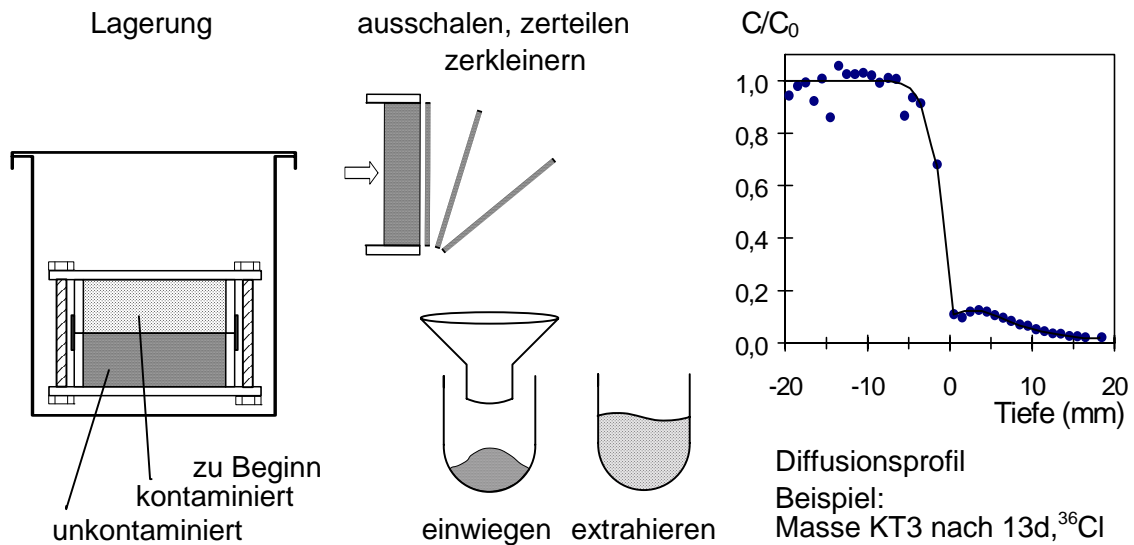 Lagerung
ausschalen, zerteilen
zerkleinern
zu Beginn
kontaminiert
unkontaminiert
einwiegen
extrahieren
C/C₀
1,0
0,8
0,6
0,4
0,2
0,0
-20
-10
0
10
20
Tiefe (mm)
Diffusionsprofil
Beispiel:
Masse KT3 nach 13d,³⁶Cl